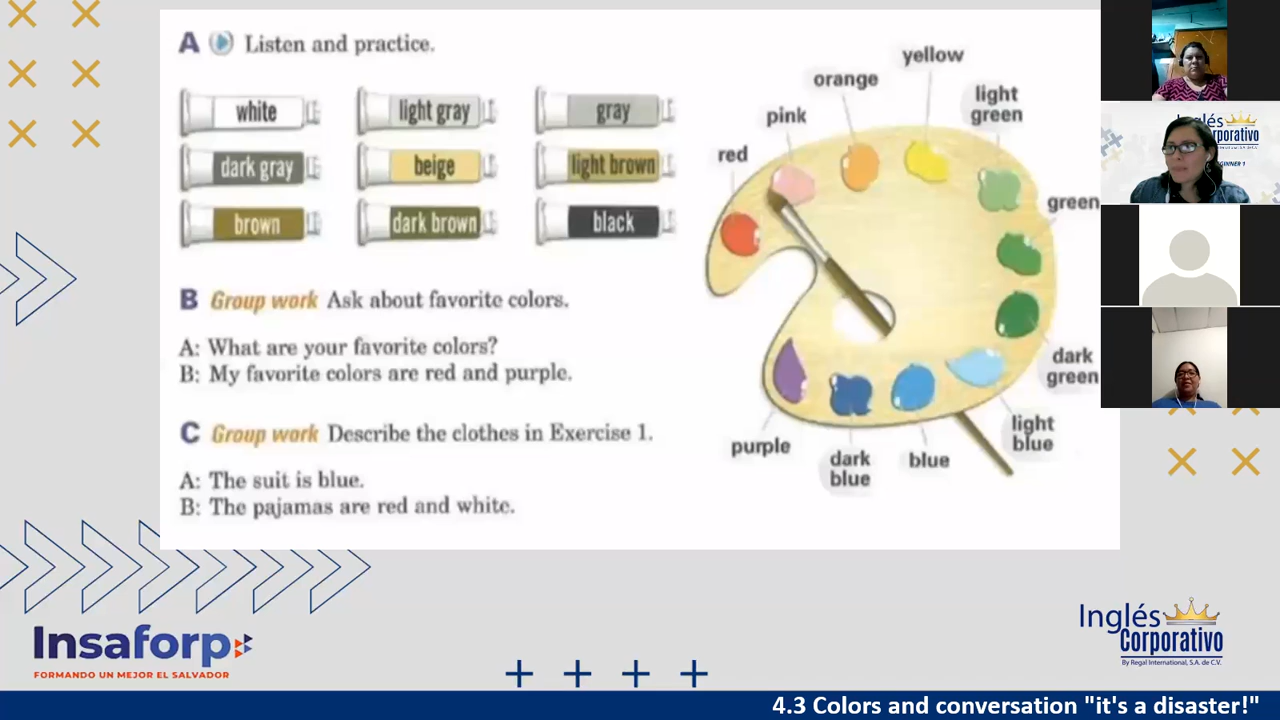 A Listen and practice.
white
light gray
gray
dark gray
beige
light brown
brown
dark brown
black
B Group work Ask about favorite colors.
A: What are your favorite colors?
B: My favorite colors are red and purple.
C Group work Describe the clothes in Exercise 1.
A: The suit is blue.
B: The pajamas are red and white.
red
pink
orange
yellow
light
green
green
dark
green
light
blue
blue
dark
blue
purple
Insaforp
FORMANDO UN MEJOR EL SALVADOR
Inglés
Corporativo
By Regal International, S.A. de C.V.
4.3 Colors and conversation "it's a disaster!"